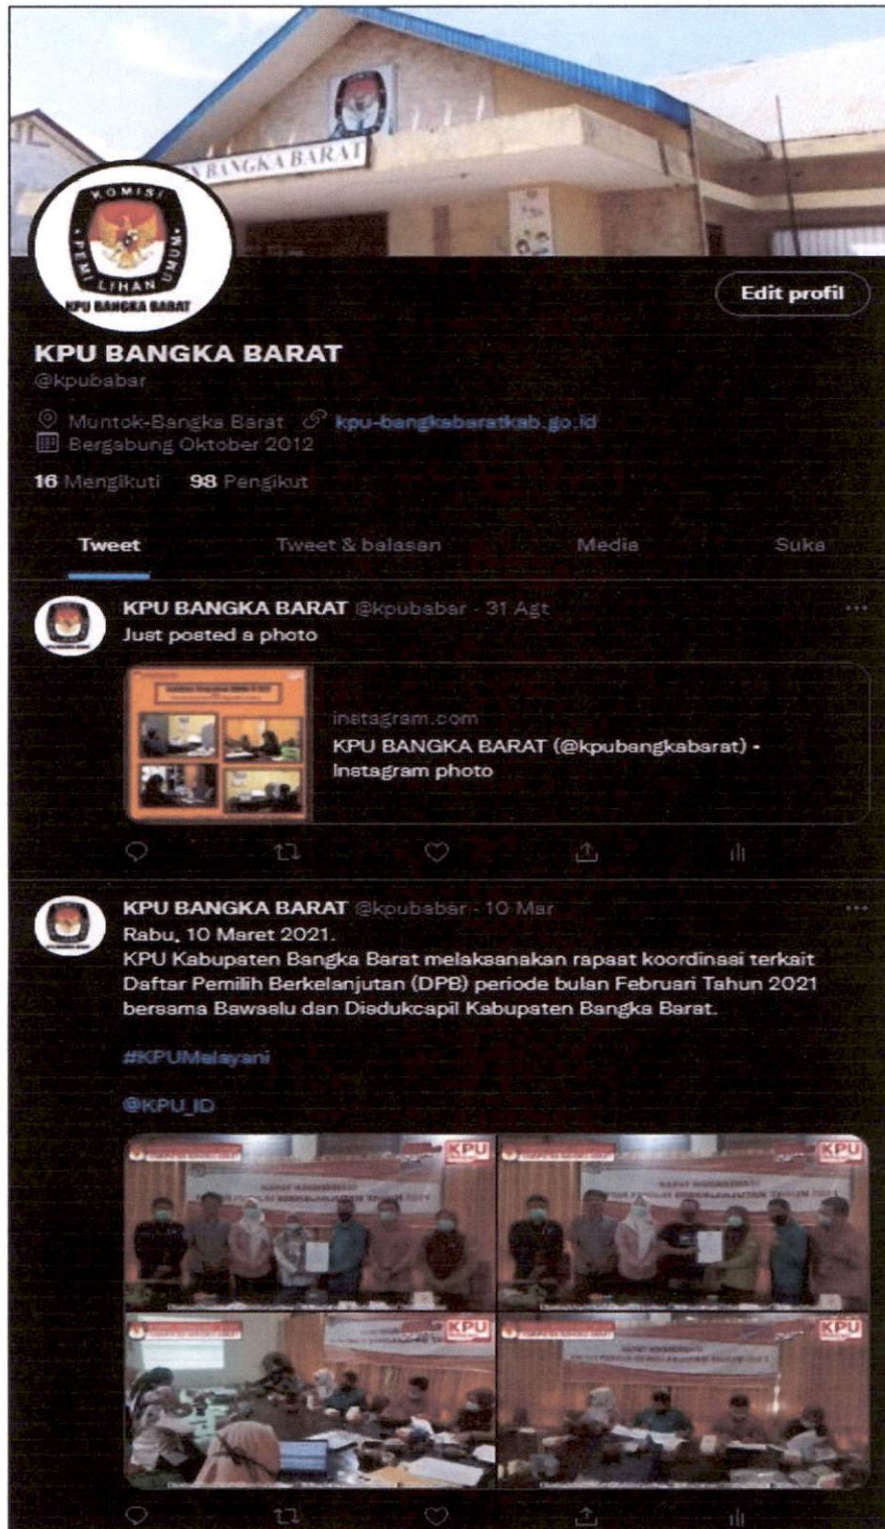 N BANGKA BARAT
KOMISI
PEMILIHAN UMUM
KPU BANGKA BARAT
Edit profil
KPU BANGKA BARAT
@kpubabar
Muntok-Bangka Barat kpu-bangkabaratkab.go.id
Bergabung Oktober 2012
16 Mengikuti 98 Pengikut
Tweet Tweet & balasan Media Suka
KPU BANGKA BARAT @kpubabar · 31 Agt
Just posted a photo
instagram.com
KPU BANGKA BARAT (@kpubangkabarat) •
Instagram photo
KPU BANGKA BARAT @kpubabar · 10 Mar
Rabu, 10 Maret 2021.
KPU Kabupaten Bangka Barat melaksanakan rapaat koordinasi terkait
Daftar Pemilih Berkelanjutan (DPB) periode bulan Februari Tahun 2021
bersama Bawaslu dan Disdukcapil Kabupaten Bangka Barat.
#KPUMelayani
@KPU_ID
KPU
KPU
KPU
KPU